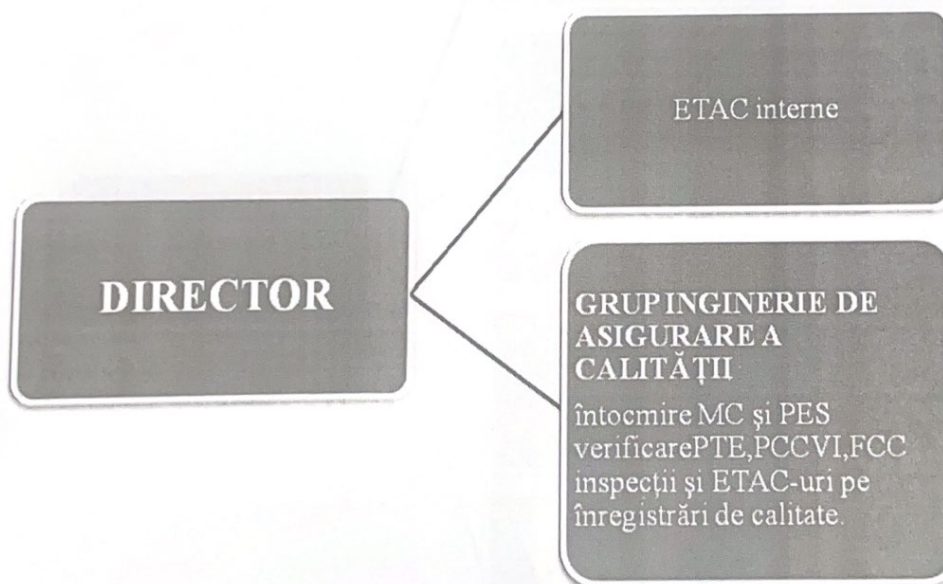 ETAC interne
DIRECTOR
GRUP INGINERIE DE
ASIGURARE A
CALITĂȚII
întocmire MC și PES
verificarePTE,PCCVI,FCC
inspecții și ETAC-uri pe
înregistrări de calitate.